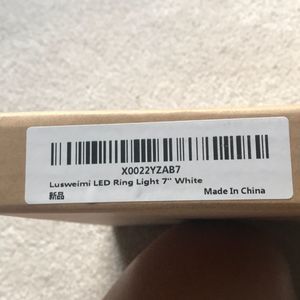 X0022YZAB7
Lusweimi LED Ring Light 7" White
新品
Made In China